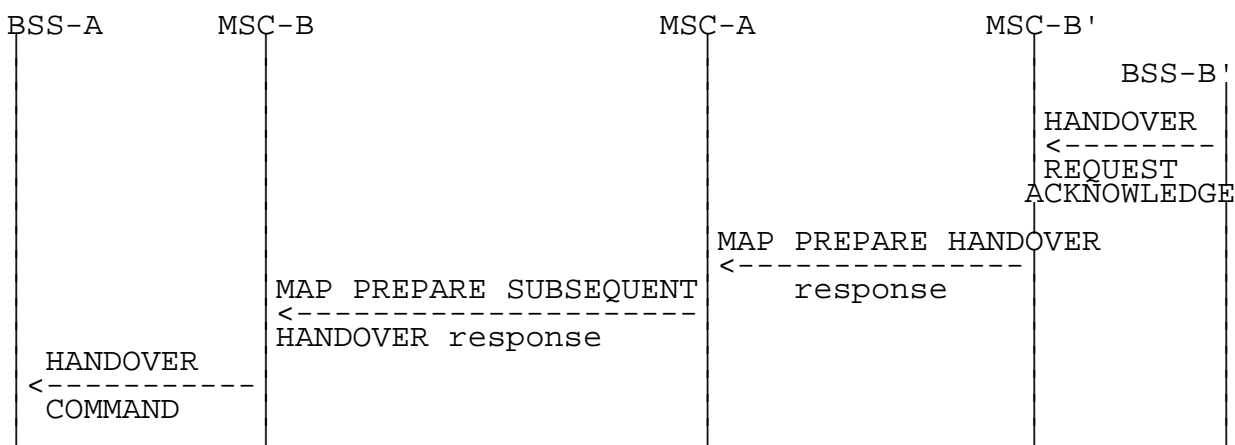 BSS-A MSC-B MSC-A MSC-B'
BSS-B'
HANDOVER
REQUEST
ACKNOWLEDGE
MAP PREPARE HANDOVER
response
MAP PREPARE SUBSEQUENT
HANDOVER response
HANDOVER
COMMAND